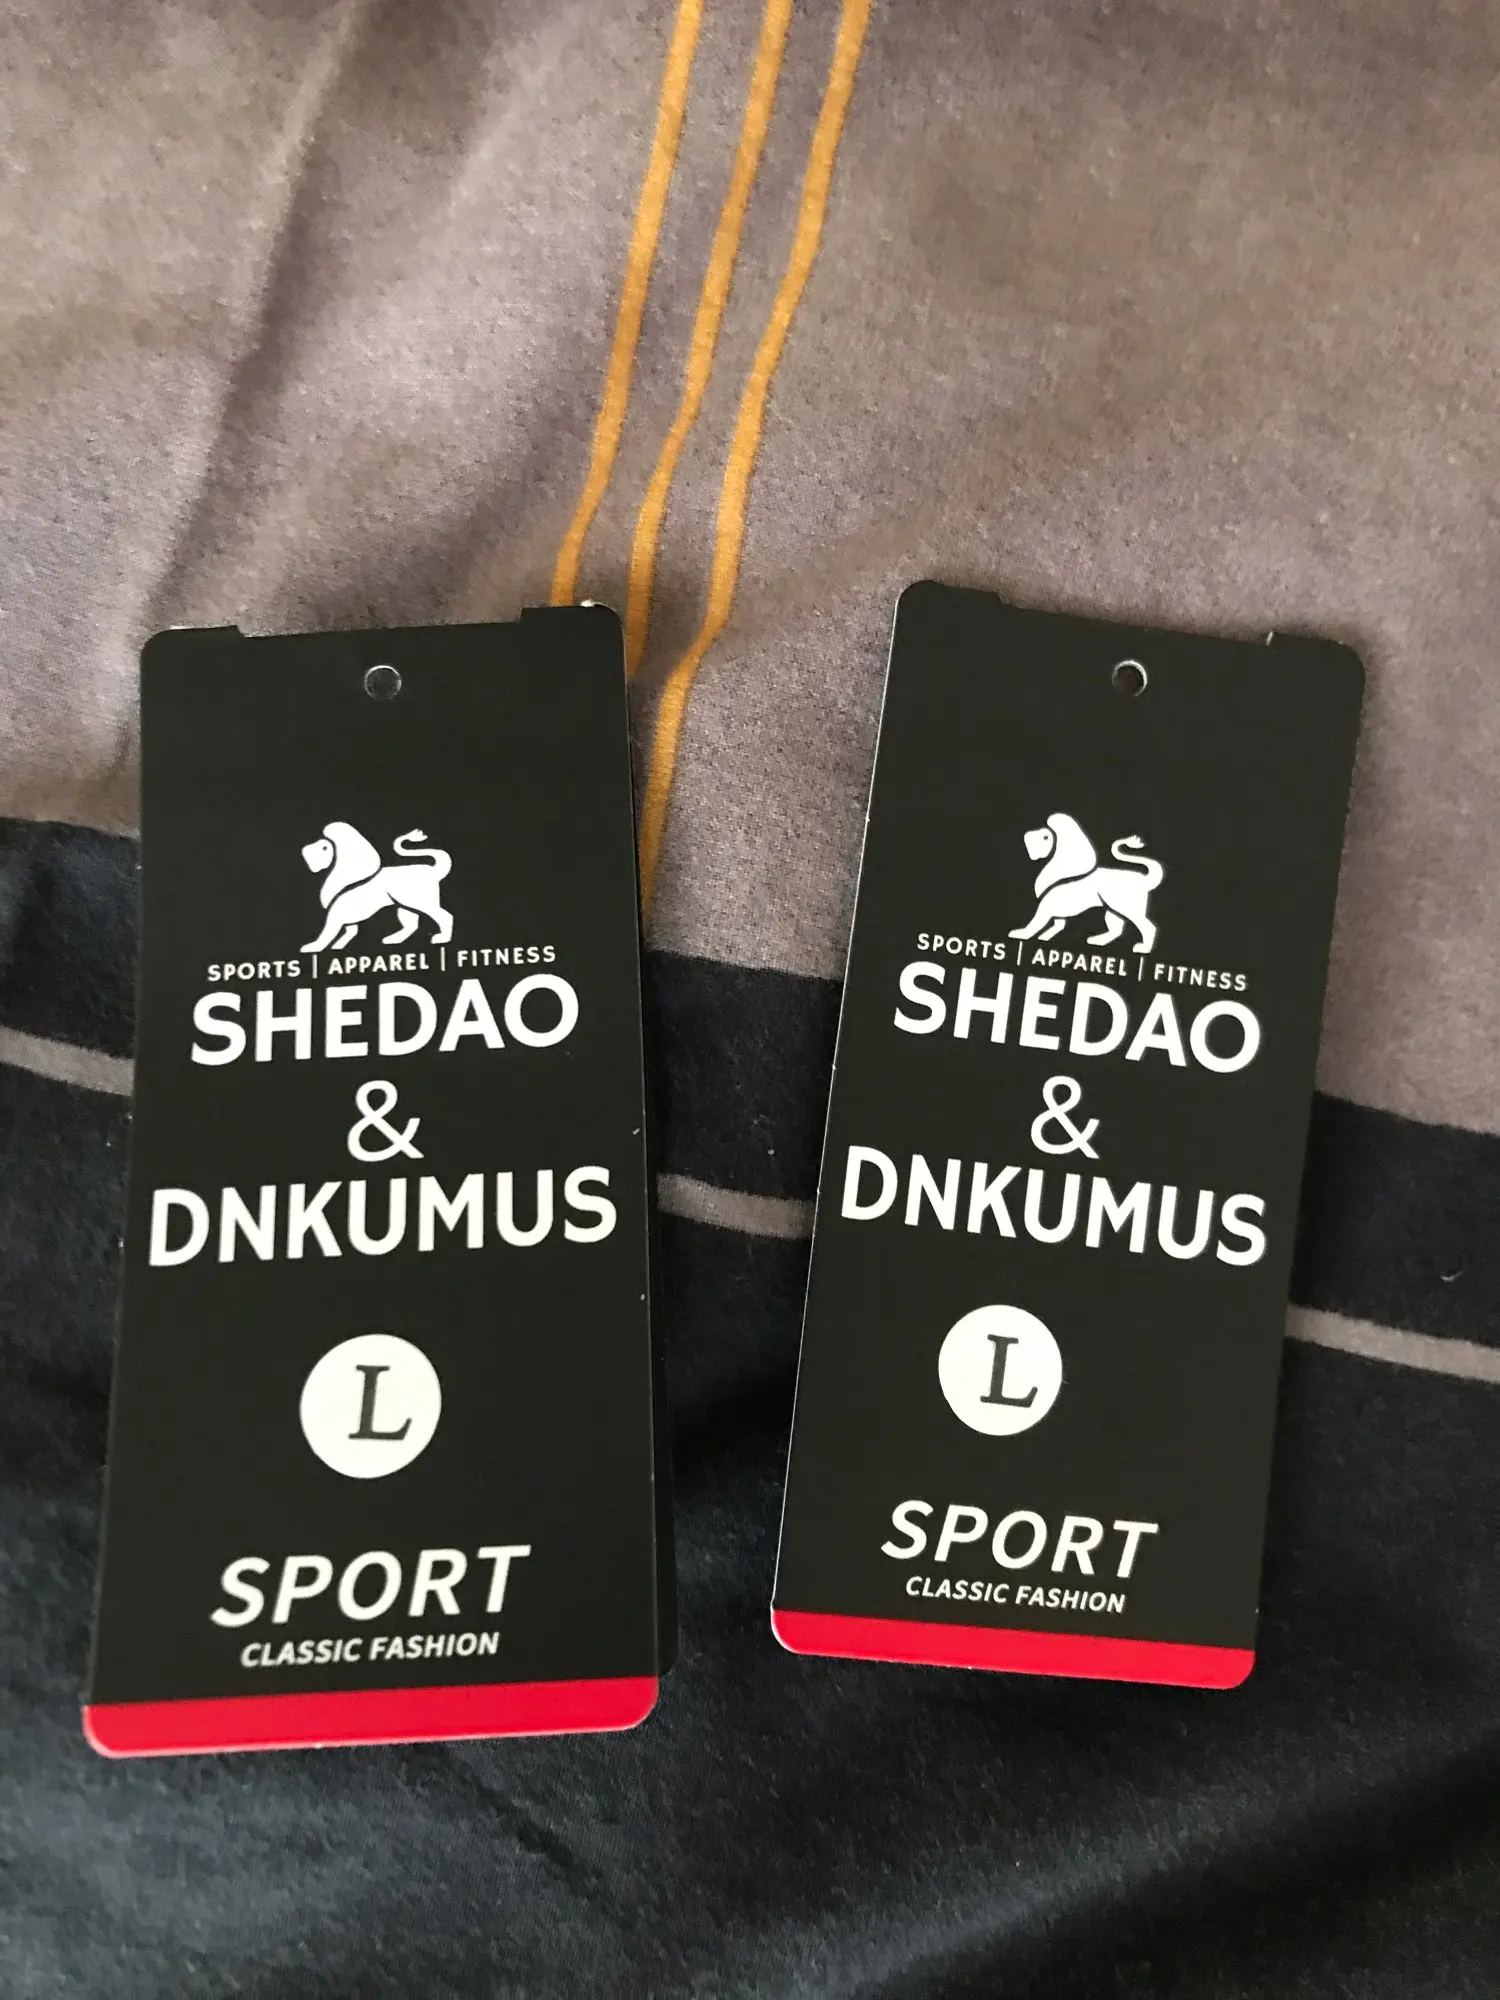 SPORTS | APPAREL | FITNESS
SHEDAO
&
DNKUMUS
L
SPORT
CLASSIC FASHION
SPORTS | APPAREL | FITNESS
SHEDAO
&
DNKUMUS
L
SPORT
CLASSIC FASHION